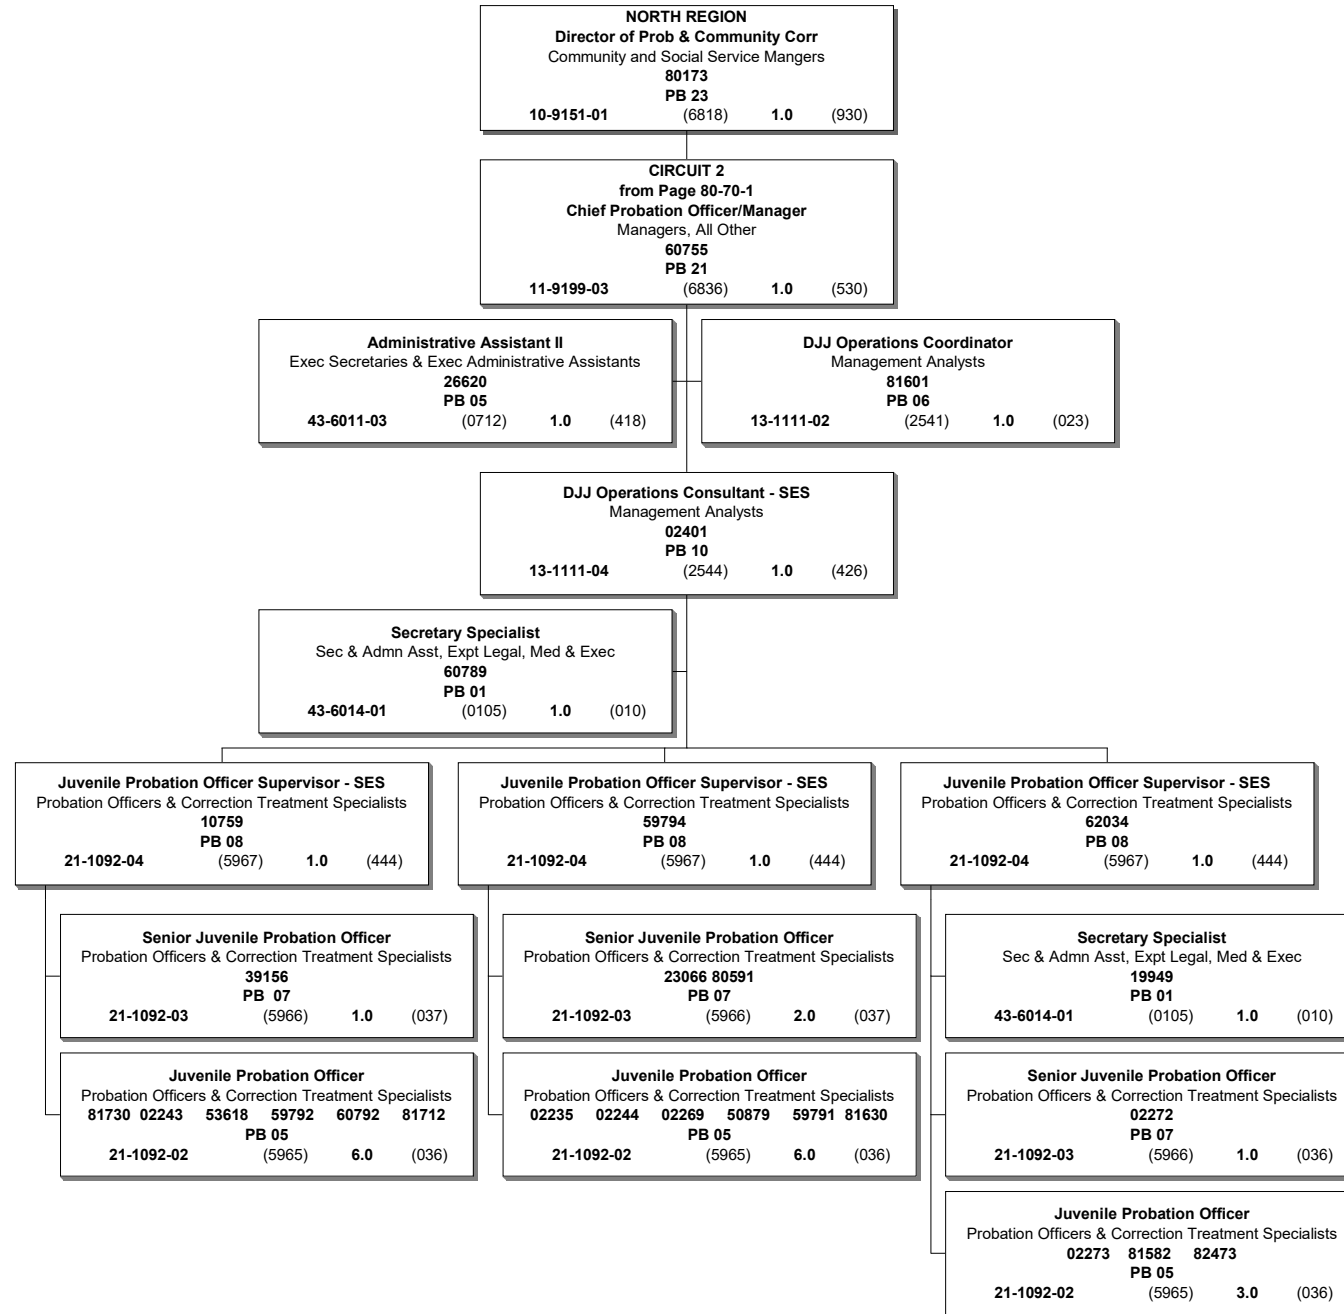 NORTH REGION
Director of Prob & Community Corr
Community and Social Service Mangers
80173
PB 23
10-9151-01 (6818) 1.0 (930)
CIRCUIT 2
from Page 80-70-1
Chief Probation Officer/Manager
Managers, All Other
60755
PB 21
11-9199-03 (6836) 1.0 (530)
Administrative Assistant II
Exec Secretaries & Exec Administrative Assistants
26620
PB 05
43-6011-03 (0712) 1.0 (418)
DJJ Operations Coordinator
Management Analysts
81601
PB 06
13-1111-02 (2541) 1.0 (023)
DJJ Operations Consultant - SES
Management Analysts
02401
PB 10
13-1111-04 (2544) 1.0 (426)
Secretary Specialist
Sec & Admn Asst, Expt Legal, Med & Exec
60789
PB 01
43-6014-01 (0105) 1.0 (010)
Juvenile Probation Officer Supervisor - SES
Probation Officers & Correction Treatment Specialists
10759
PB 08
21-1092-04 (5967) 1.0 (444)
Senior Juvenile Probation Officer
Probation Officers & Correction Treatment Specialists
39156
PB 07
21-1092-03 (5966) 1.0 (037)
Juvenile Probation Officer
Probation Officers & Correction Treatment Specialists
81730 02243 53618 59792 60792 81712
PB 05
21-1092-02 (5965) 6.0 (036)
Juvenile Probation Officer Supervisor - SES
Probation Officers & Correction Treatment Specialists
59794
PB 08
21-1092-04 (5967) 1.0 (444)
Senior Juvenile Probation Officer
Probation Officers & Correction Treatment Specialists
23066 80591
PB 07
21-1092-03 (5966) 2.0 (037)
Juvenile Probation Officer
Probation Officers & Correction Treatment Specialists
02235 02244 02269 50879 59791 81630
PB 05
21-1092-02 (5965) 6.0 (036)
Juvenile Probation Officer Supervisor - SES
Probation Officers & Correction Treatment Specialists
62034
PB 08
21-1092-04 (5967) 1.0 (444)
Secretary Specialist
Sec & Admn Asst, Expt Legal, Med & Exec
19949
PB 01
43-6014-01 (0105) 1.0 (010)
Senior Juvenile Probation Officer
Probation Officers & Correction Treatment Specialists
02272
PB 07
21-1092-03 (5966) 1.0 (036)
Juvenile Probation Officer
Probation Officers & Correction Treatment Specialists
02273 81582 82473
PB 05
21-1092-02 (5965) 3.0 (036)